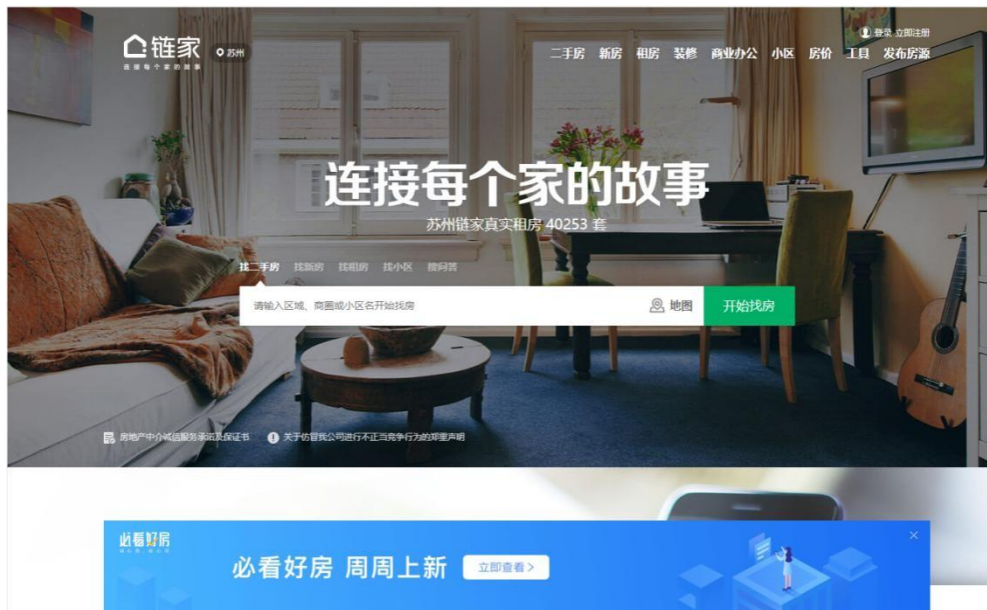 链家
连接每个家的故事
苏州
登录 立即注册
二手房 新房 租房 装修 商业办公 小区 房价 工具 发布房源
连接每个家的故事
苏州链家真实租房 40253 套
找二手房 找新房 找租房 找小区 搜问答
请输入区域、商圈或小区名开始找房
地图
开始找房
房地产中介诚信服务承诺及保证书
关于仿冒我公司进行不正当竞争行为的郑重声明
必看好房
必看好房 周周上新
立即查看>